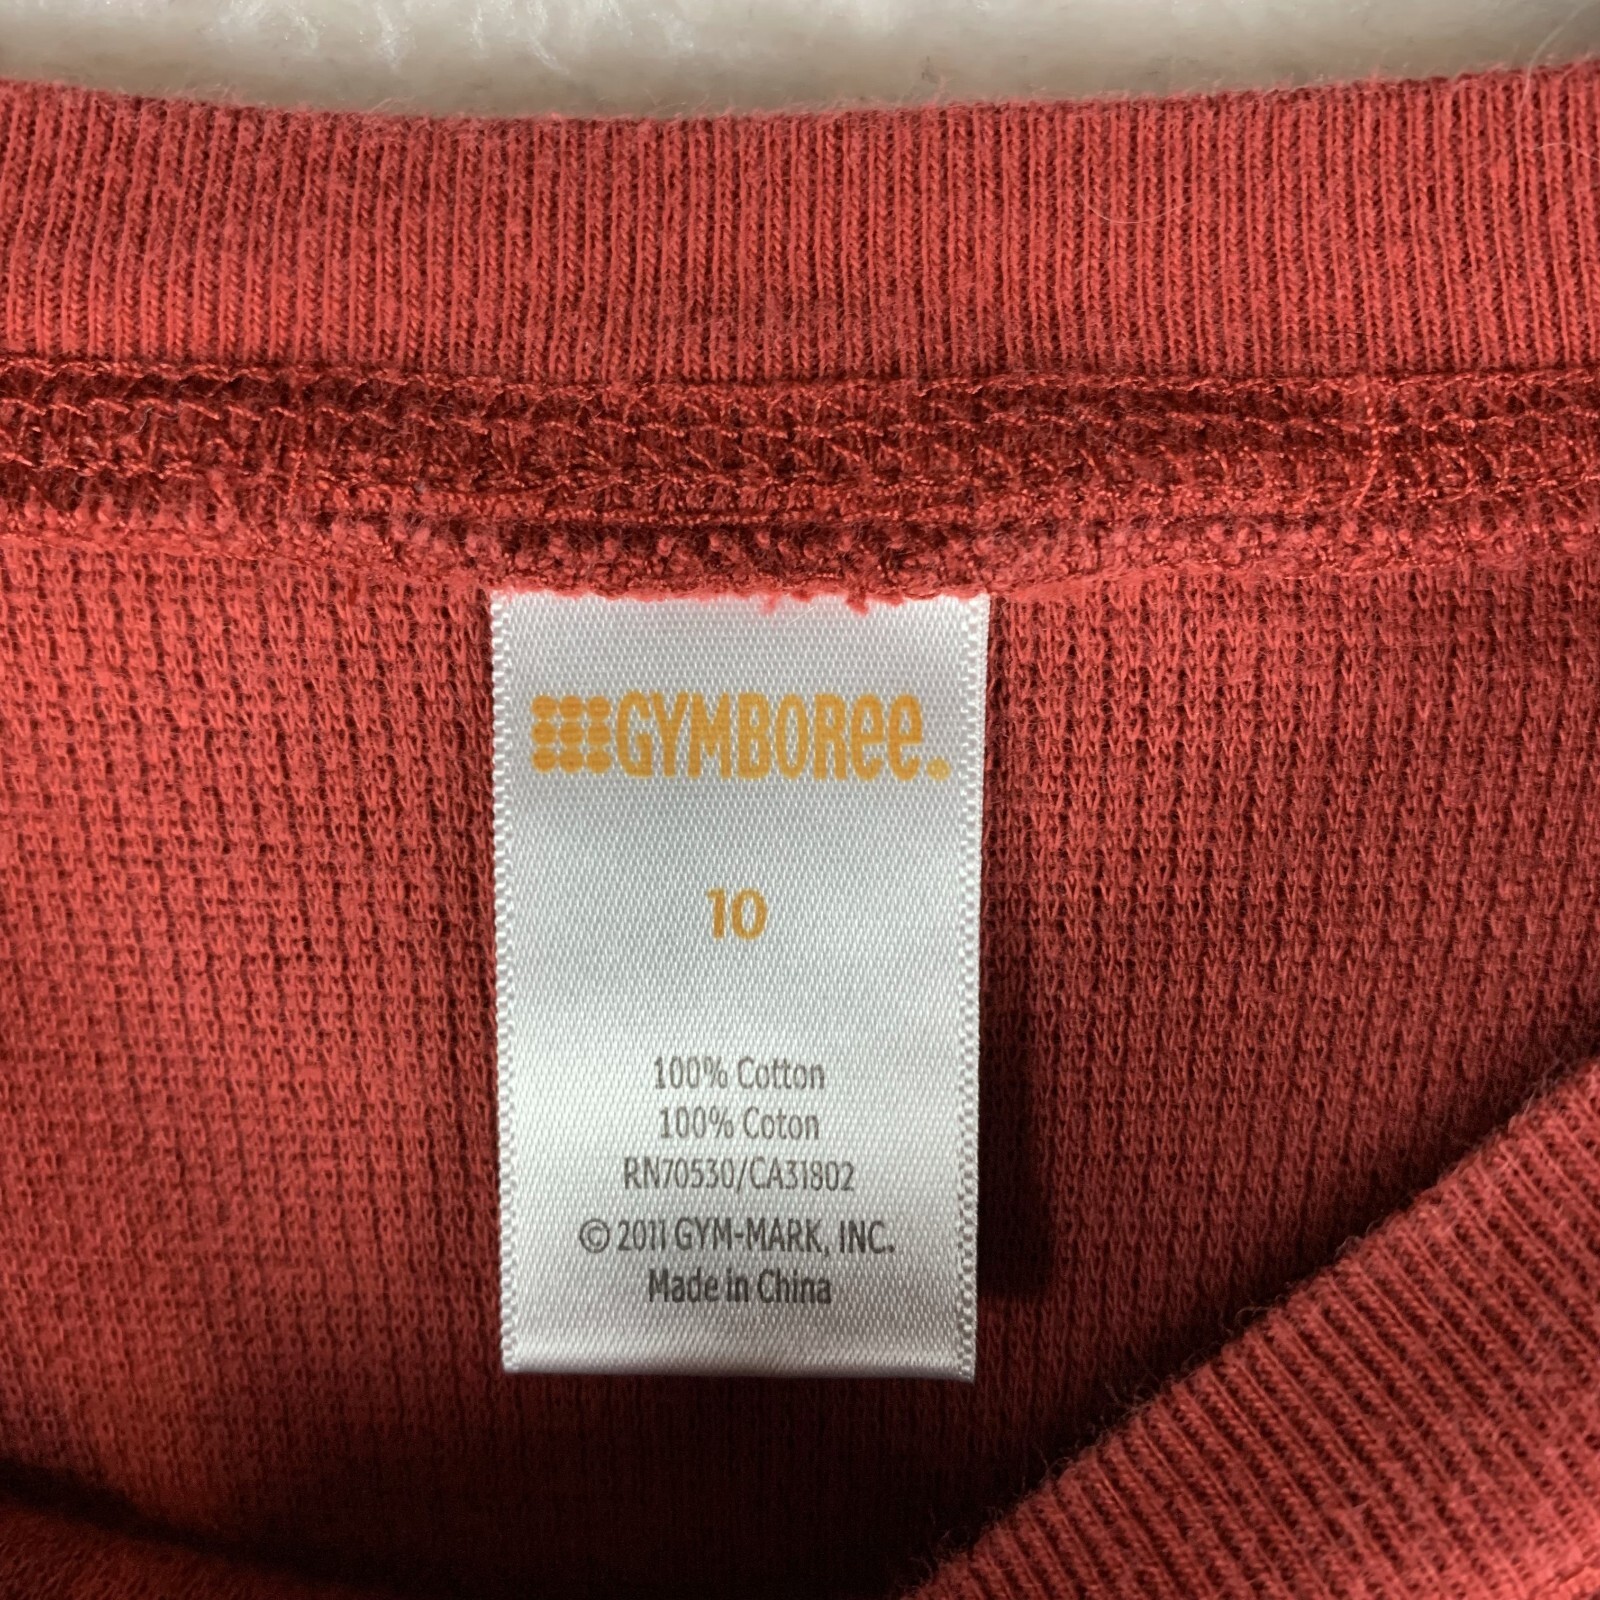 GYMBOREE.
10
100% Cotton
100% Coton
RN70530/CA31802
© 2011 GYM-MARK, INC.
Made in China